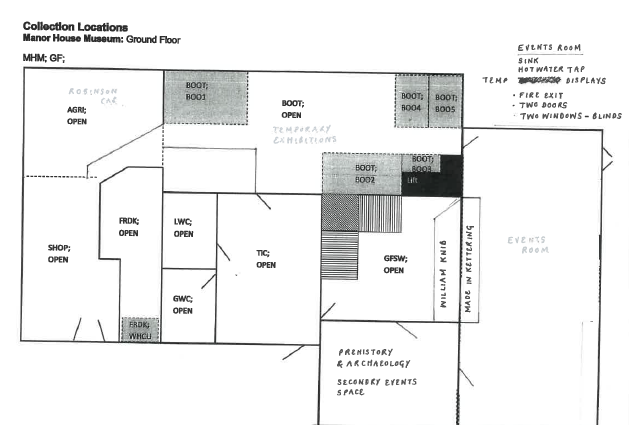 Collection Locations
Manor House Museum: Ground Floor
MHM; GF;
EVENTS ROOM
SINK
HOT WATER TAP
TEMP DISPLAYS
• FIRE EXIT
• TWO DOORS
• TWO WINDOWS - BLINDS
ROBINSON
CAR
AGRI;
OPEN
BOOT;
BOO1
BOOT;
OPEN
TEMPORARY
EXHIBITIONS
BOOT;
BOO4
BOOT;
BOO5
BOOT;
BOO2
BOOT;
BOO3
Lift
SHOP;
OPEN
FRDK;
OPEN
LWC;
OPEN
TIC;
OPEN
GFSW;
OPEN
WILLIAM KNIB
MADE IN KETTERING
EVENTS
ROOM
GWC;
OPEN
FRDK;
WHCU
PREHISTORY
& ARCHAEOLOGY
SECONDRY EVENTS
SPACE